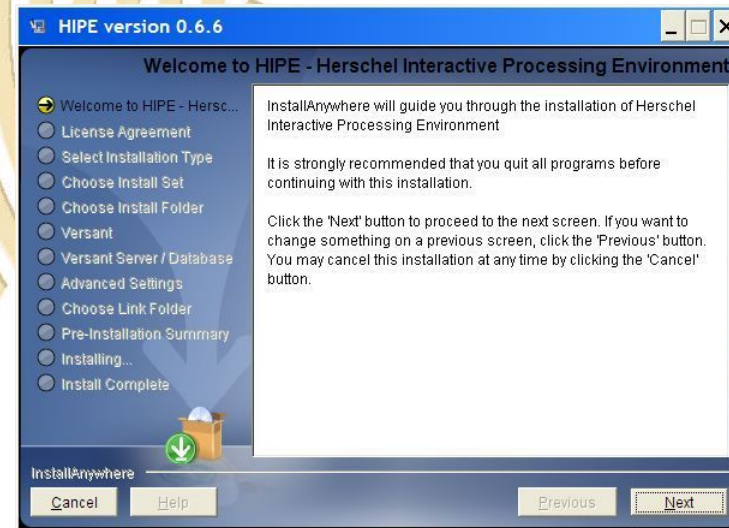 HIPE version 0.6.6
Welcome to HIPE - Herschel Interactive Processing Environment
Welcome to HIPE - Hersc...
License Agreement
Select Installation Type
Choose Install Set
Choose Install Folder
Versant
Versant Server / Database
Advanced Settings
Choose Link Folder
Pre-Installation Summary
Installing...
Install Complete
InstallAnywhere will guide you through the installation of Herschel
Interactive Processing Environment
It is strongly recommended that you quit all programs before
continuing with this installation.
Click the 'Next' button to proceed to the next screen. If you want to
change something on a previous screen, click the 'Previous' button.
You may cancel this installation at any time by clicking the 'Cancel'
button.
InstallAnywhere
Cancel
Help
Previous
Next